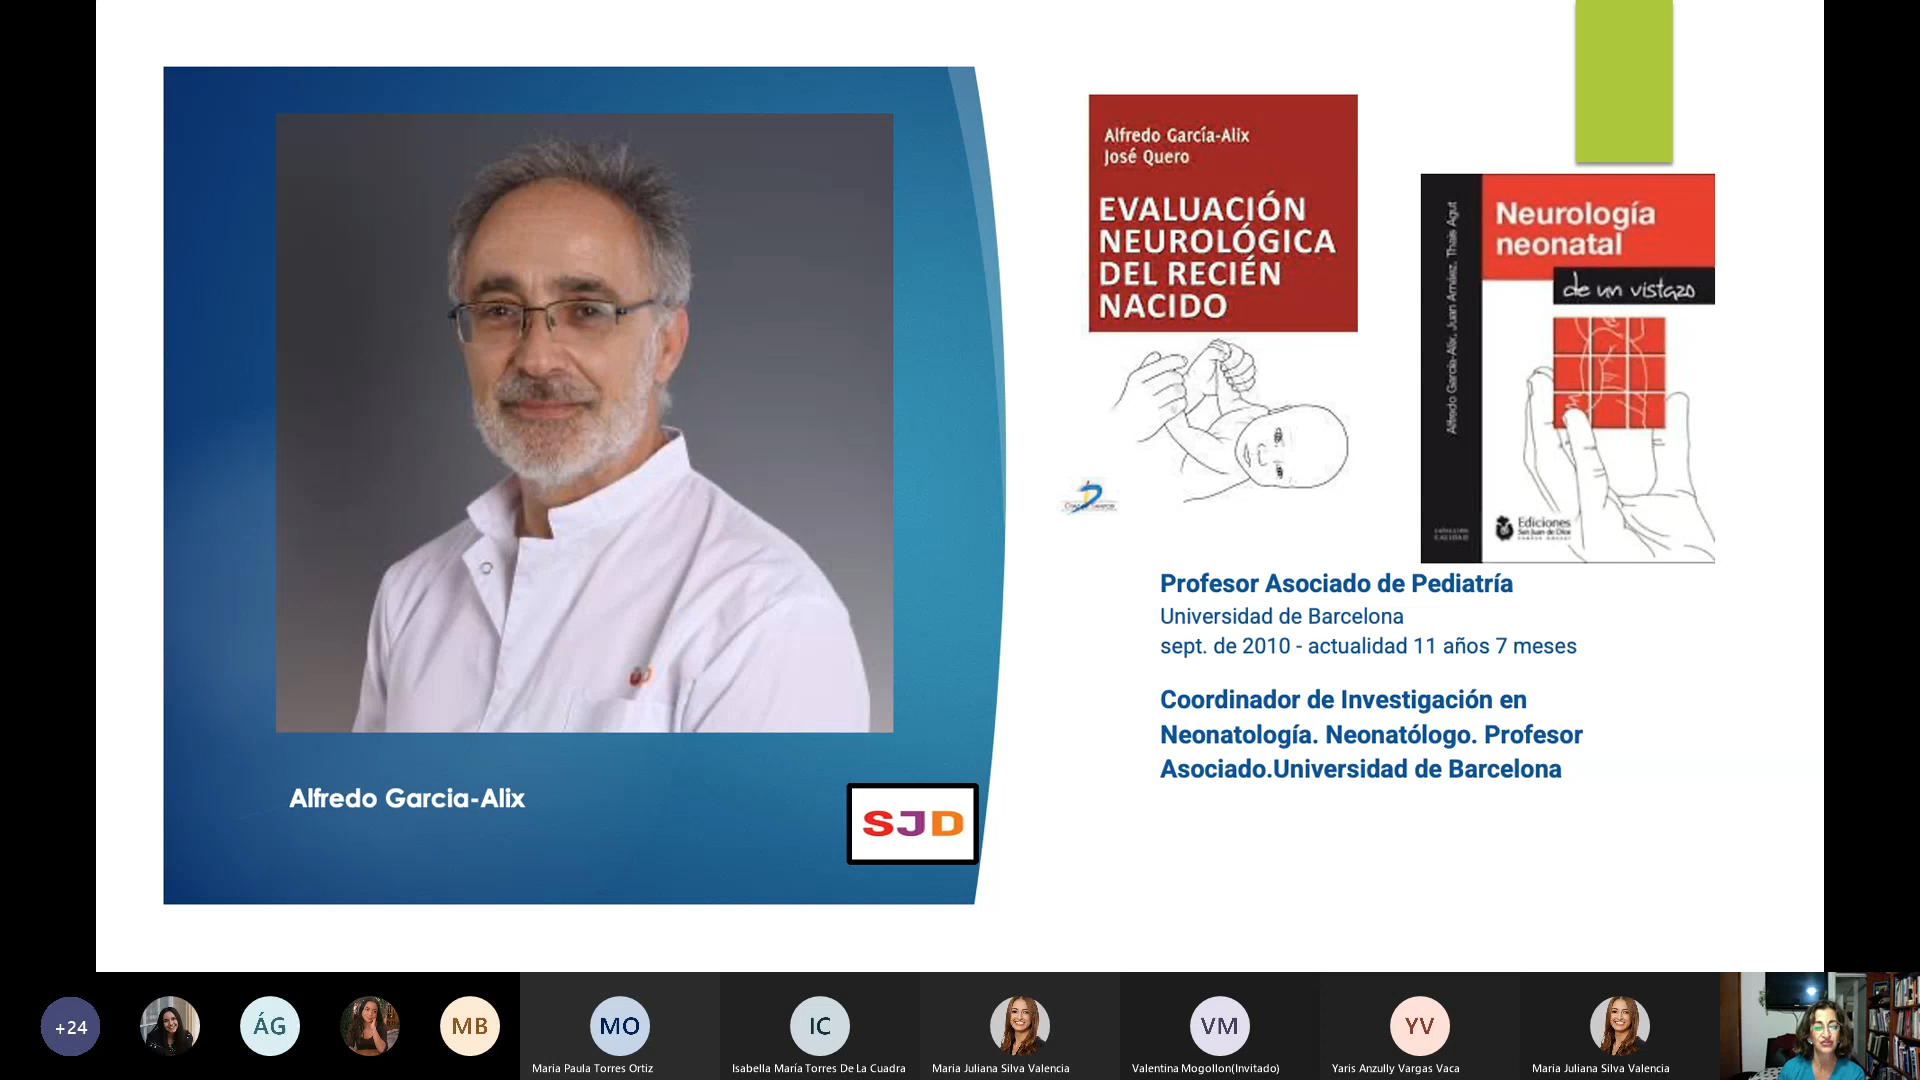 Alfredo Garcia-Alix
SJD
Alfredo García-Alix
José Quero
EVALUACIÓN
NEUROLÓGICA
DEL RECIÉN
NACIDO
Alfredo García-Alix, Juan Arnáez, Thais Agut
Neurología
neonatal
de un vistazo
Ediciones
San Juan de Dios
Profesor Asociado de Pediatría
Universidad de Barcelona
sept. de 2010 - actualidad 11 años 7 meses
Coordinador de Investigación en
Neonatología. Neonatólogo. Profesor
Asociado.Universidad de Barcelona
+24
ÁG
MB
MO
IC
VM
YV
Maria Paula Torres Ortiz
Isabella María Torres De La Cuadra
Maria Juliana Silva Valencia
Valentina Mogollon(Invitado)
Yaris Anzully Vargas Vaca
Maria Juliana Silva Valencia